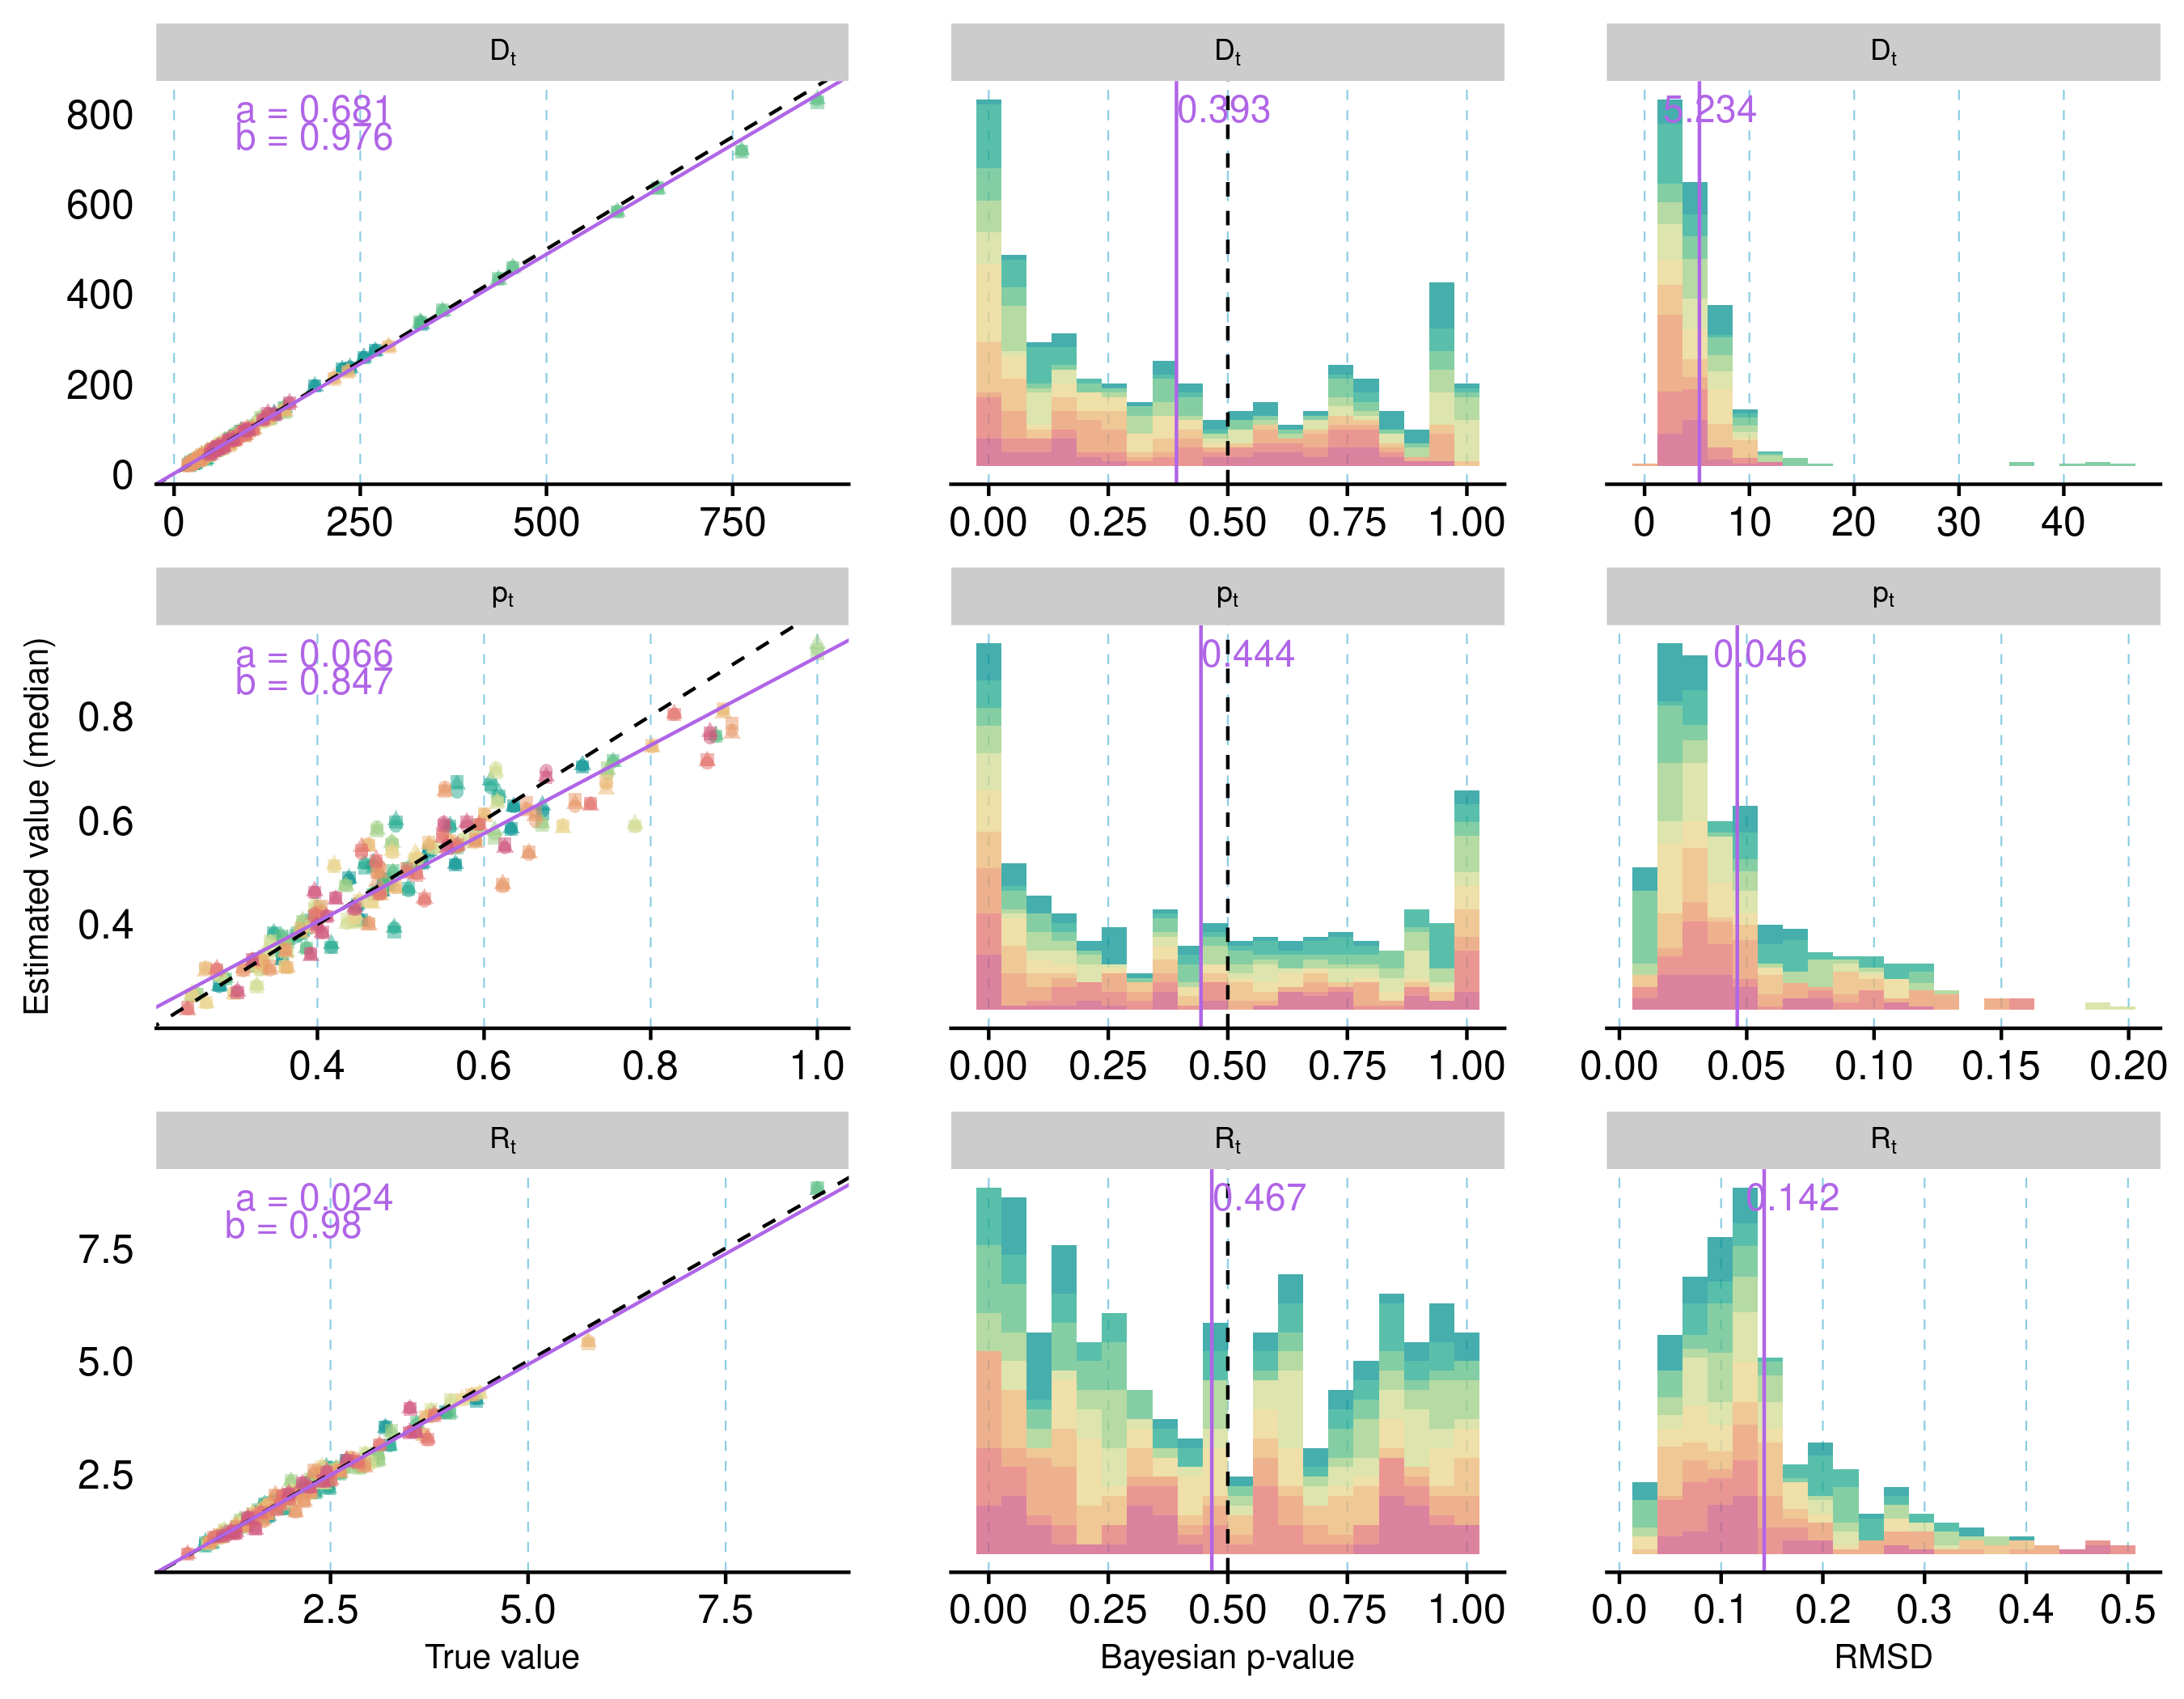 Dt
Dt
Dt
a = 0.681
b = 0.976
0.393
5.234
800
600
400
200
0
0 250 500 750
0.00 0.25 0.50 0.75 1.00
0 10 20 30 40
pt
pt
pt
a = 0.066
b = 0.847
0.444
0.046
0.8
0.6
0.4
0.4 0.6 0.8 1.0
0.00 0.25 0.50 0.75 1.00
0.00 0.05 0.10 0.15 0.20
Estimated value (median)
Rt
Rt
Rt
a = 0.024
b = 0.98
0.467
0.142
7.5
5.0
2.5
2.5 5.0 7.5
0.00 0.25 0.50 0.75 1.00
0.0 0.1 0.2 0.3 0.4 0.5
True value
Bayesian p-value
RMSD